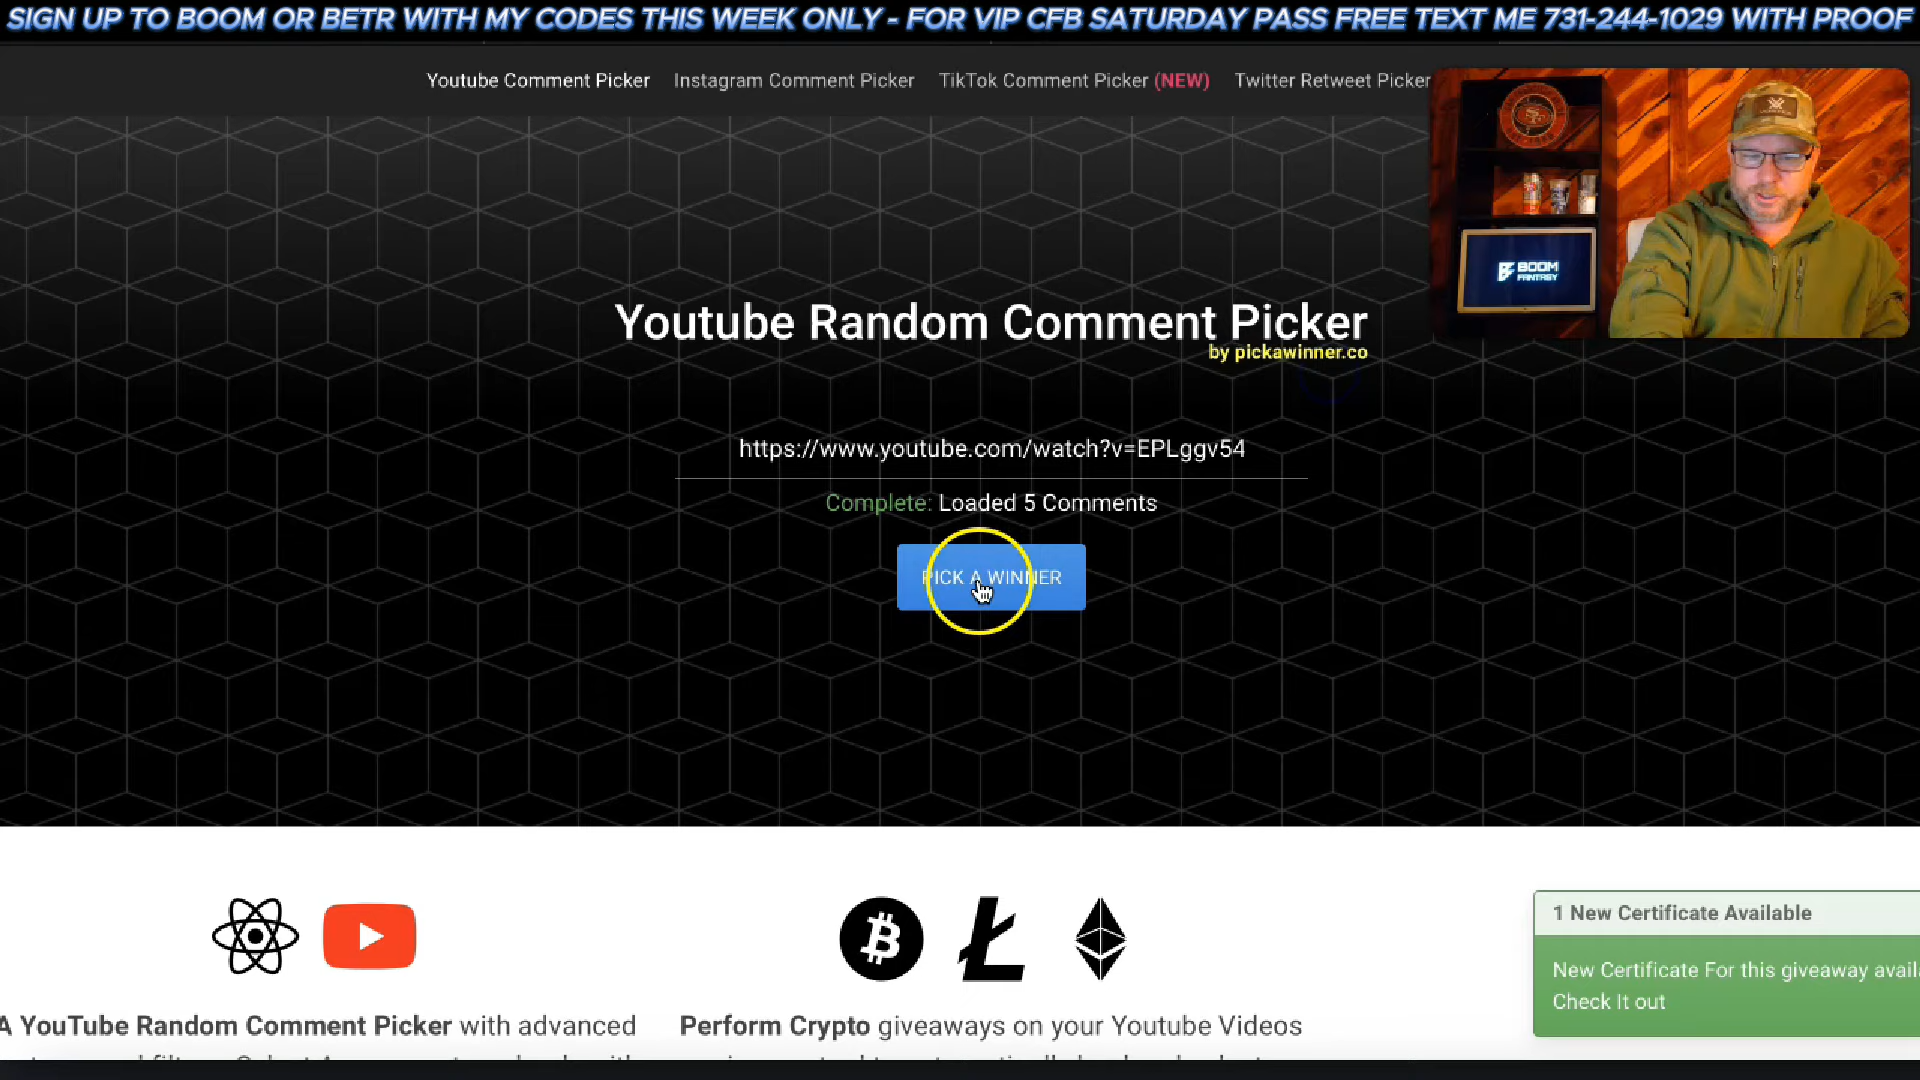 SIGN UP TO BOOM OR BETR WITH MY CODES THIS WEEK ONLY - FOR VIP CFB SATURDAY PASS FREE TEXT ME 731-244-1029 WITH PROOF
Youtube Comment Picker Instagram Comment Picker TikTok Comment Picker (NEW) Twitter Retweet Picker
BOOM
FANTASY
Youtube Random Comment Picker
by pickawinner.co
https://www.youtube.com/watch?v=EPLggv54
Complete: Loaded 5 Comments
PICK A WINNER
1 New Certificate Available
New Certificate For this giveaway avail
Check It out
A YouTube Random Comment Picker with advanced
Perform Crypto giveaways on your Youtube Videos